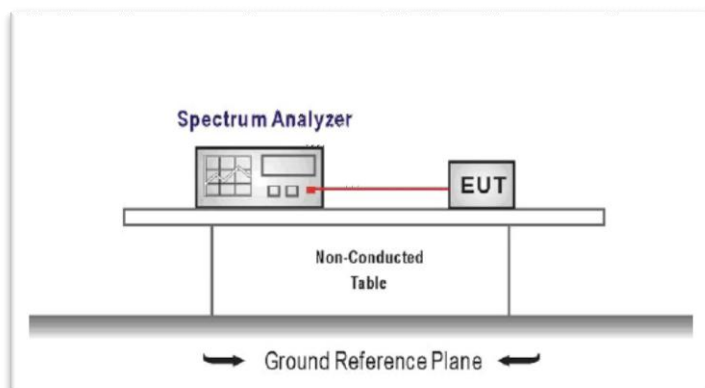 Spectrum Analyzer
EUT
Non-Conducted
Table
Ground Reference Plane